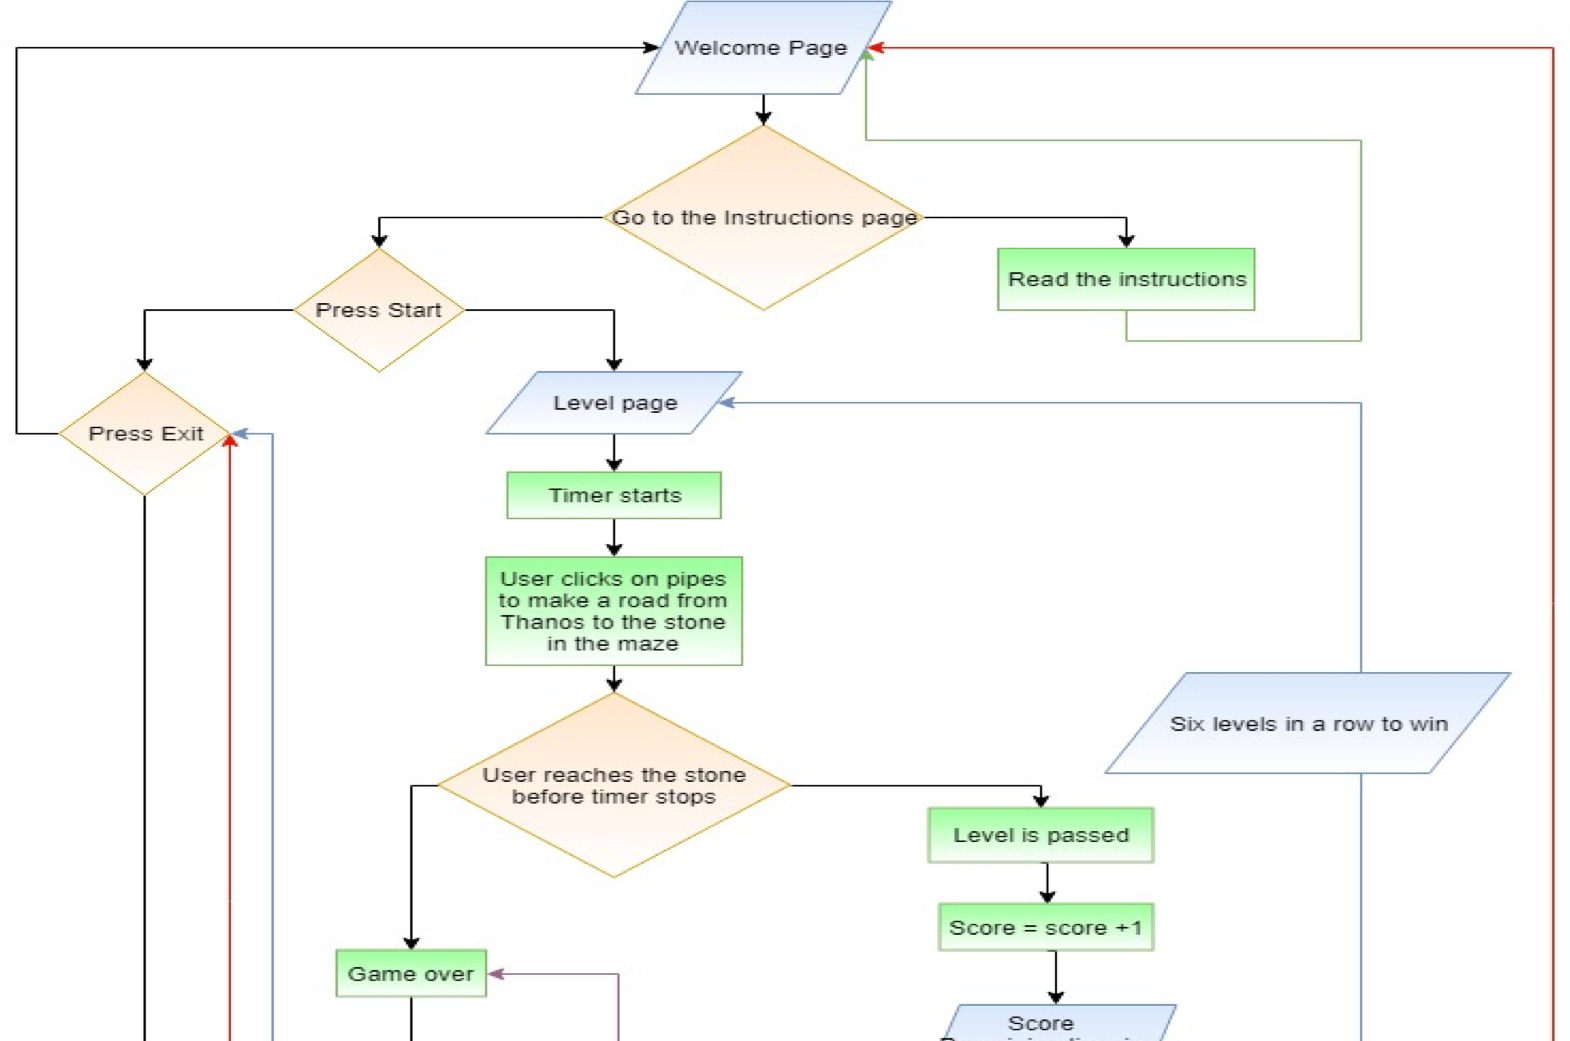 Welcome Page
Go to the Instructions page
Read the instructions
Press Start
Level page
Press Exit
Timer starts
User clicks on pipes
to make a road from
Thanos to the stone
in the maze
Six levels in a row to win
User reaches the stone
before timer stops
Level is passed
Score = score +1
Game over
Score